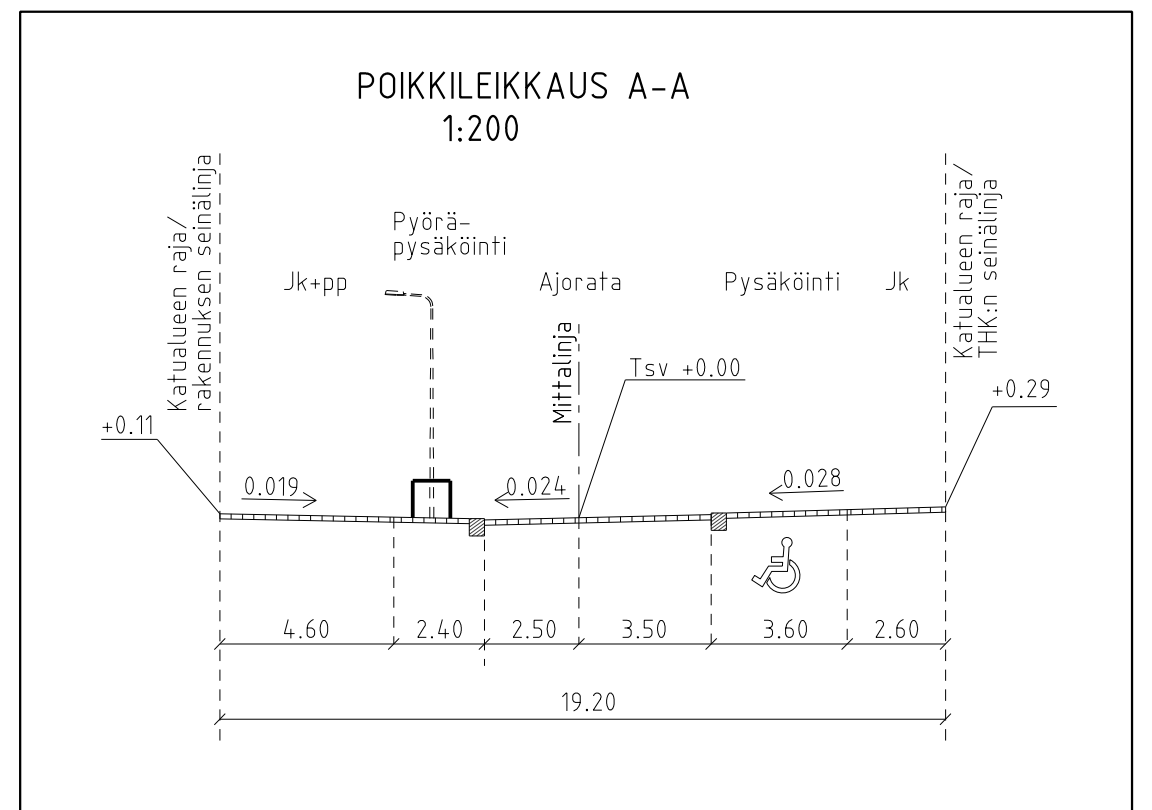 POIKKILEIKKAUS A-A
1:200
Katualueen raja/
rakennuksen seinälinja
Pyörä-
pysäköinti
Jk+pp
Ajorata
Pysäköinti
Jk
Katualueen raja/
THK:n seinälinja
Mittalinja
Tsv +0.00
+0.11
+0.29
0.019
0.024
0.028
4.60
2.40
2.50
3.50
3.60
2.60
19.20